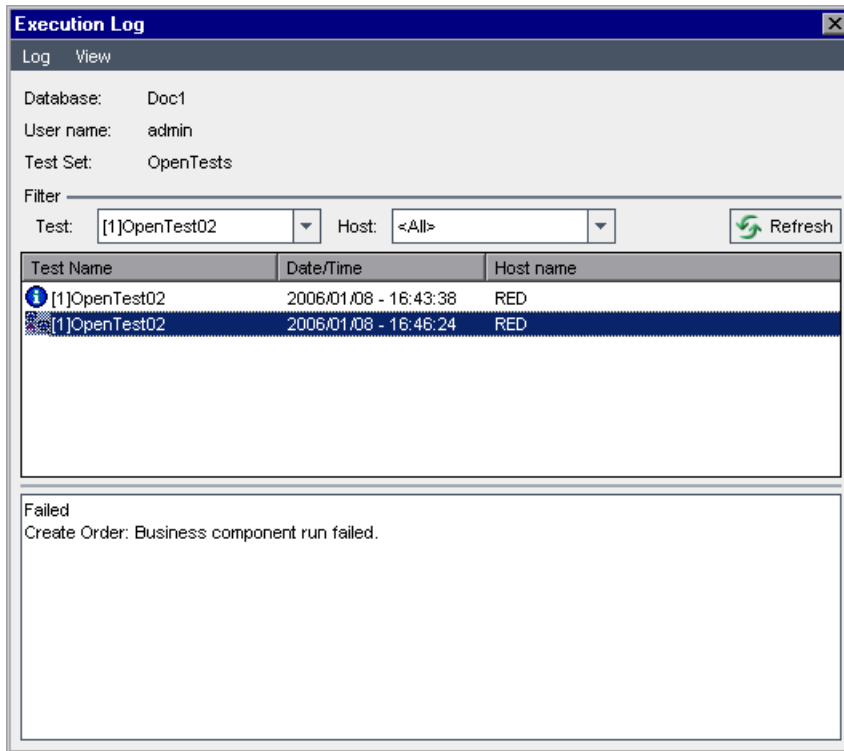 Execution Log
Log View
Database: Doc1
User name: admin
Test Set: OpenTests
Filter
Test: [1]OpenTest02 Host: <All> Refresh
Test Name Date/Time Host name
[1]OpenTest02 2006/01/08 - 16:43:38 RED
[1]OpenTest02 2006/01/08 - 16:46:24 RED
Failed
Create Order: Business component run failed.